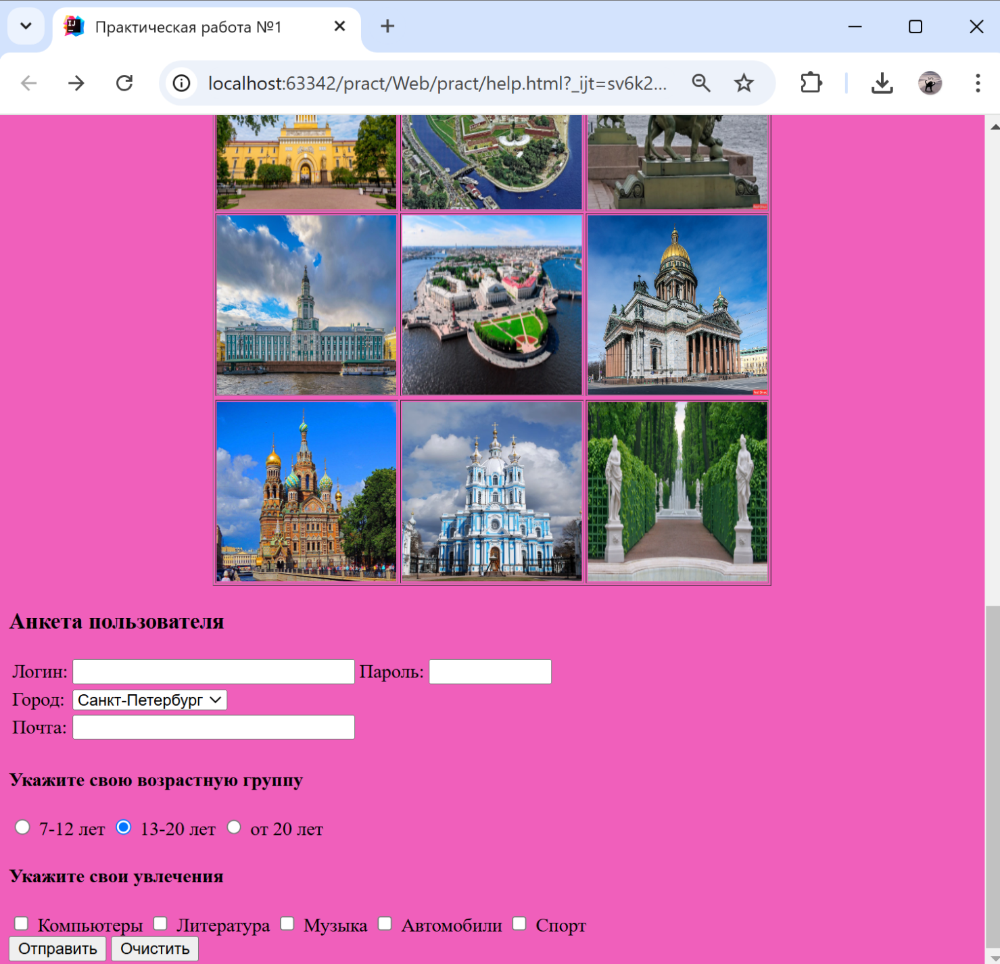 Практическая работа №1
localhost:63342/pract/Web/pract/help.html?_ijt=sv6k2...
Анкета пользователя
Логин: Пароль:
Город: Санкт-Петербург
Почта:
Укажите свою возрастную группу
7-12 лет 13-20 лет от 20 лет
Укажите свои увлечения
Компьютеры Литература Музыка Автомобили Спорт
Отправить Очистить